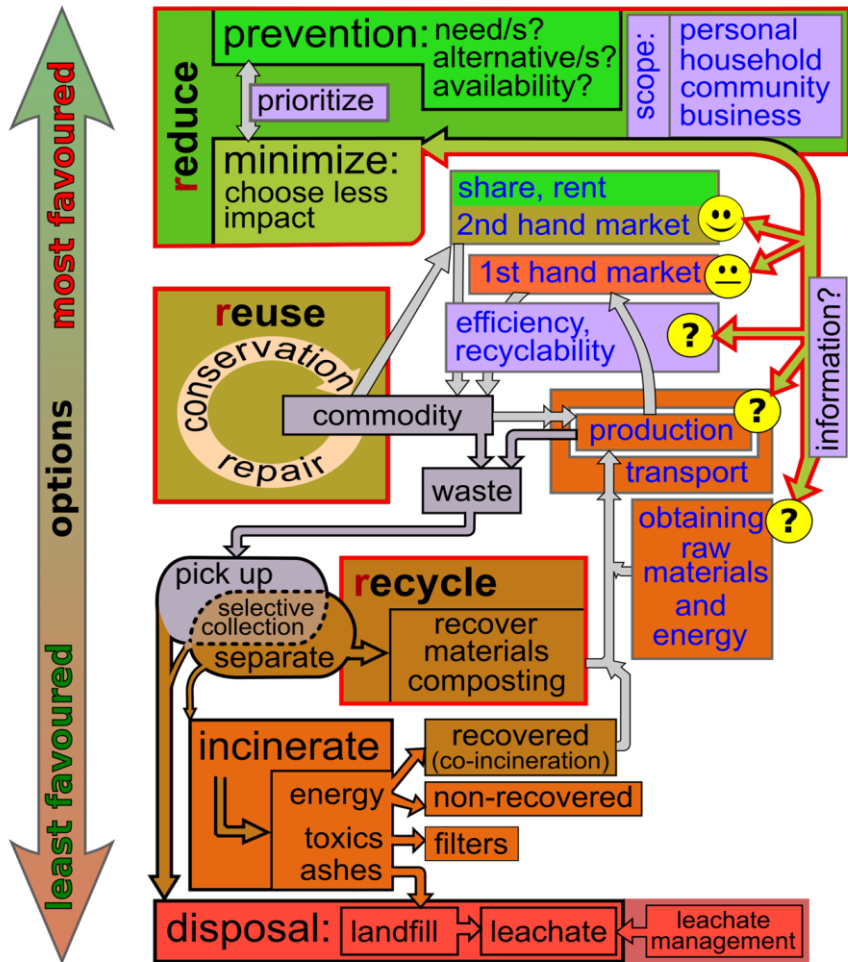 most favoured
options
least favoured
reduce
prevention:
need/s?
alternative/s?
availability?
prioritize
minimize:
choose less
impact
scope:
personal
household
community
business
share, rent
2nd hand market
1st hand market
efficiency,
recyclability
?
information?
reuse
conservation
repair
commodity
production
?
transport
waste
obtaining
raw
materials
and
energy
?
pick up
selective
collection
separate
recycle
recover
materials
composting
incinerate
energy
toxics
ashes
recovered
(co-incineration)
non-recovered
filters
disposal:
landfill
leachate
leachate
management